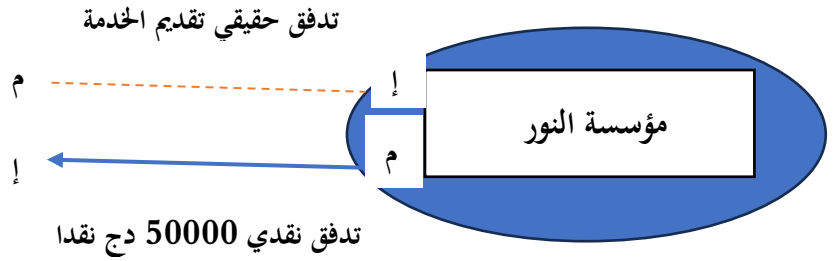 تدفق حقيقي تقديم الخدمة
م
إ
مؤسسة النور
م
إ
تدفق نقدي 50000 دج نقدا